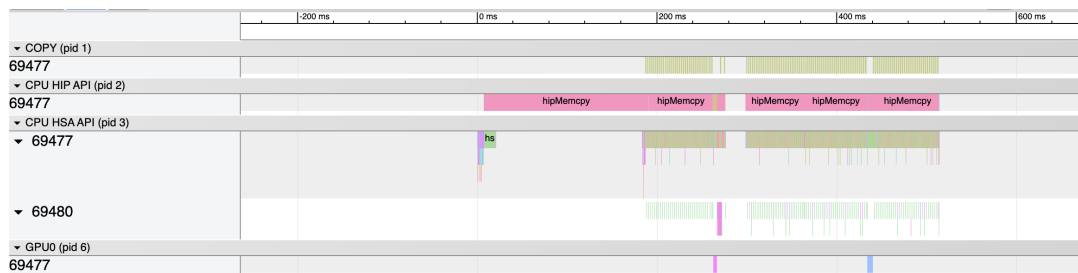 -200 ms 0 ms 200 ms 400 ms 600 ms
COPY (pid 1)
69477
CPU HIP API (pid 2)
69477 hipMemcpy hipMemcpy hipMemcpy hipMemcpy hipMemcpy
CPU HSA API (pid 3)
69477 hs
69480
GPU0 (pid 6)
69477